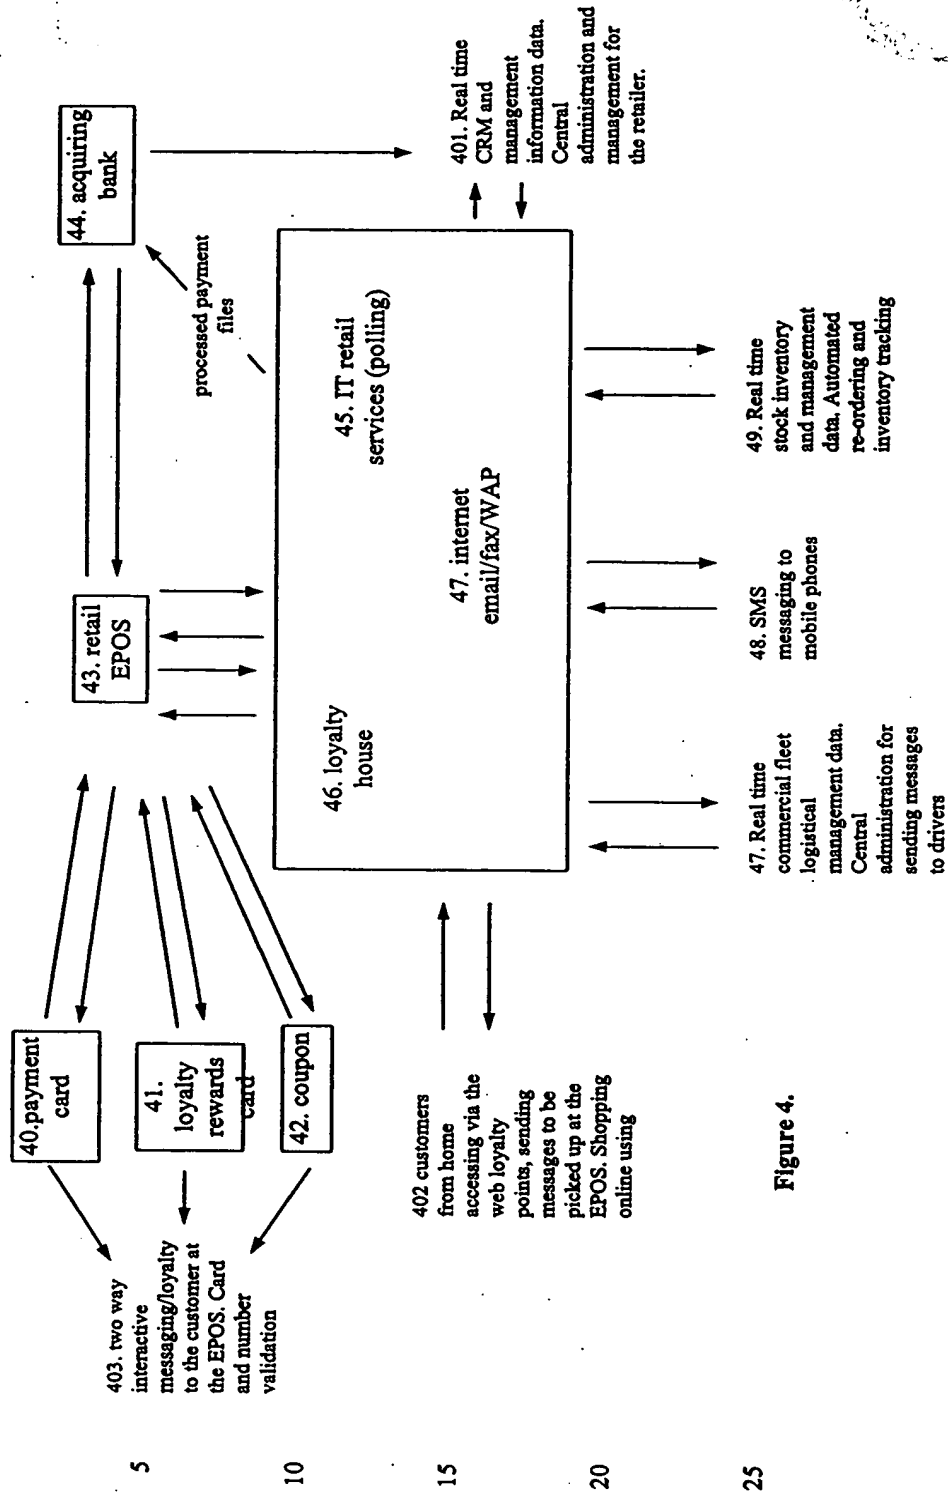 403. two way
interactive
messaging/loyalty
to the customer at
the EPOS. Card
and number
validation
40.payment
card
41.
loyalty
rewards
card
42. coupon
43. retail
EPOS
44. acquiring
bank
processed payment
files
46. loyalty
house
45. IT retail
services (polling)
47. internet
email/fax/WAP
401. Real time
CRM and
management
information data.
Central
administration and
management for
the retailer.
402 customers
from home
accessing via the
web loyalty
points, sending
messages to be
picked up at the
EPOS. Shopping
online using
47. Real time
commercial fleet
logistical
management data.
Central
administration for
sending messages
to drivers
48. SMS
messaging to
mobile phones
49. Real time
stock inventory
and management
data. Automated
re-ordering and
inventory tracking
Figure 4.
5
10
15
20
25